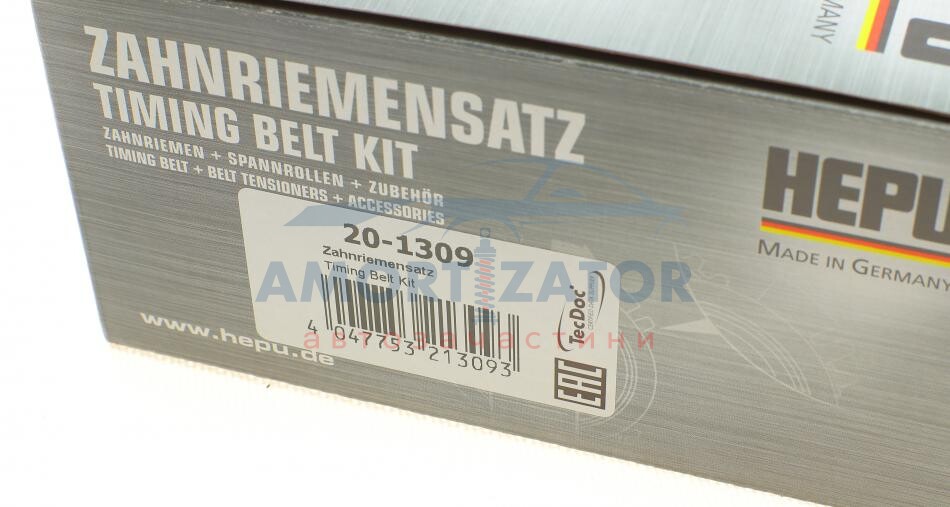 MANY
ZAHNRIEMENSATZ
TIMING BELT KIT
ZAHNRIEMEN + SPANNROLLEN + ZUBEHÖR
TIMING BELT + BELT TENSIONERS + ACCESSORIES
HEPU
MADE IN GERMANY
20-1309
Zahnriemensatz
Timing Belt Kit
AMORTIZATOR
автозапчастини
TecDoc
4 047753 213093
EAC
www.hepu.de